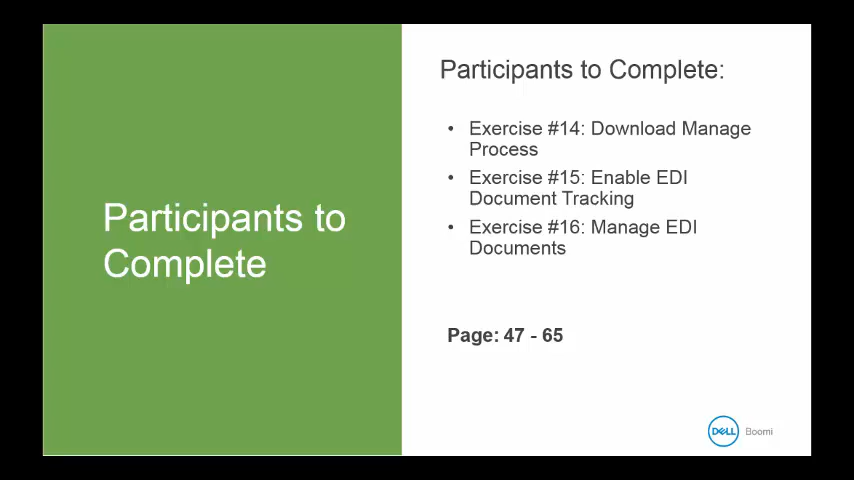 Participants to
Complete
Participants to Complete:
• Exercise #14: Download Manage
Process
• Exercise #15: Enable EDI
Document Tracking
• Exercise #16: Manage EDI
Documents
Page: 47 - 65
DELL Boomi